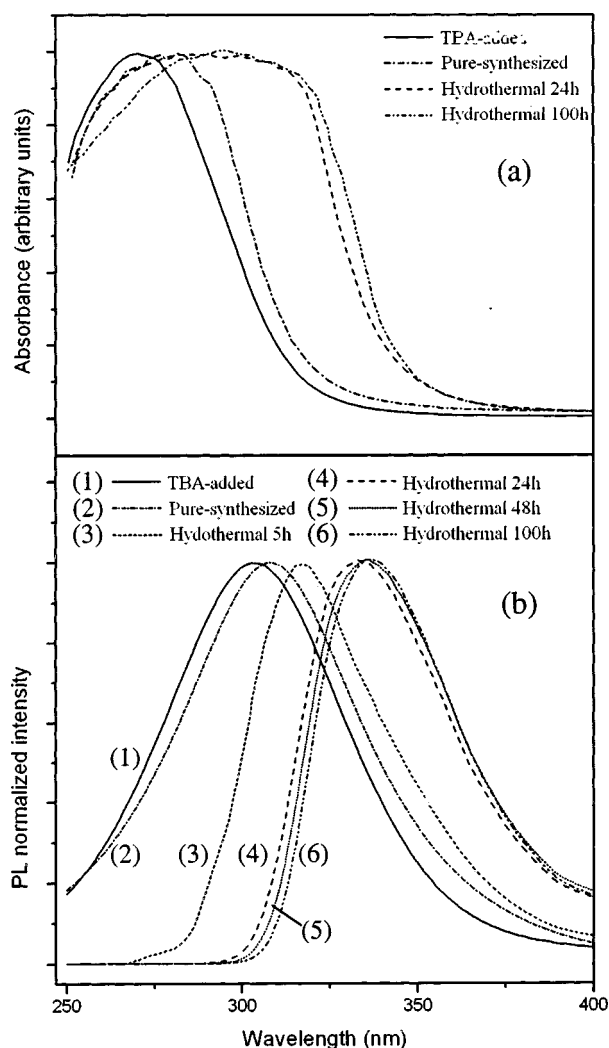 TBA-added
Pure-synthesized
Hydrothermal 24h
Hydrothermal 100h
(a)
Absorbance (arbitrary units)
(1) TBA-added
(2) Pure-synthesized
(3) Hydothermal 5h
(4) Hydrothermal 24h
(5) Hydrothermal 48h
(6) Hydrothermal 100h
(b)
PL normalized intensity
(1)
(2)
(3)
(4)
(6)
(5)
250
300
350
400
Wavelength (nm)